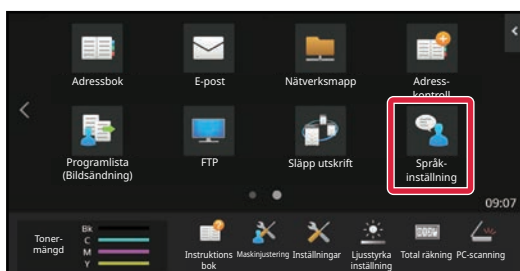 Adressbok
E-post
Nätverksmapp
Adress-
kontroll
Programlista
(Bildsändning)
FTP
Släpp utskrift
Språk-
inställning
09:07
Toner-
mängd
Bk
C
M
Y
Instruktions
bok
Maskinjustering
Inställningar
Ljusstyrka
inställning
Total räkning
PC-scanning